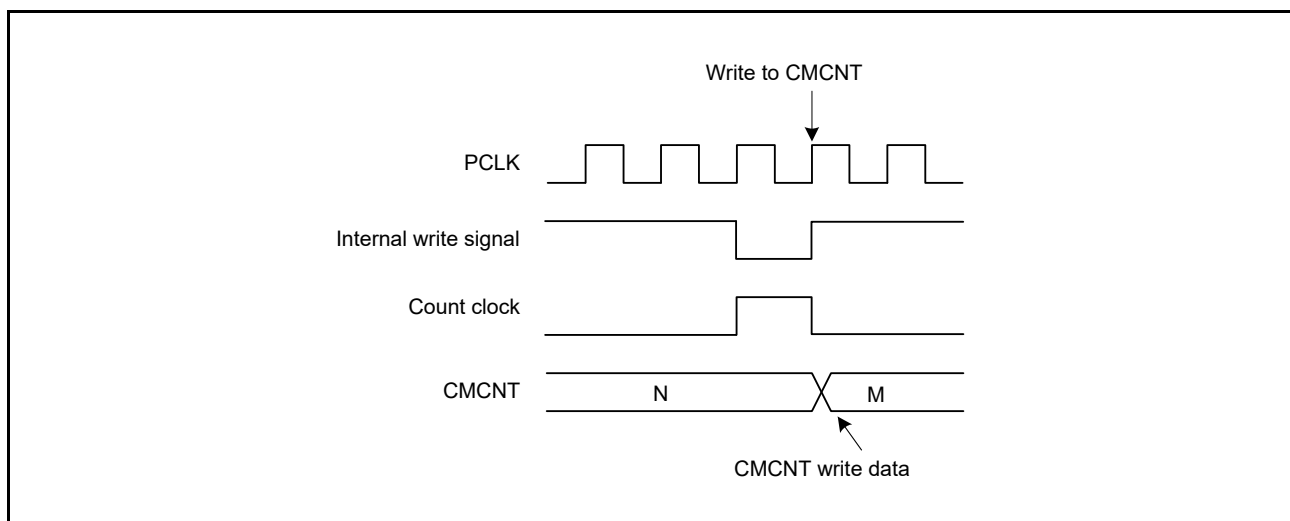 Write to CMCNT
PCLK
Internal write signal
Count clock
CMCNT
N
M
CMCNT write data